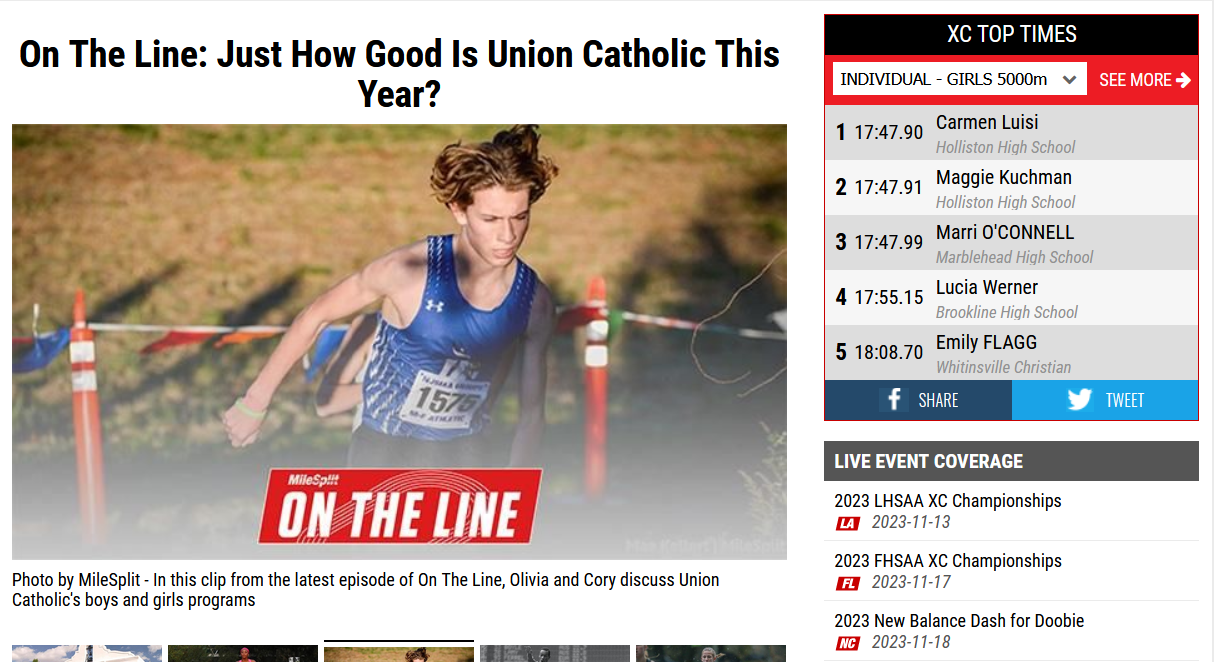 On The Line: Just How Good Is Union Catholic This
Year?
1576
MileSplit
ON THE LINE
Photo by MileSplit - In this clip from the latest episode of On The Line, Olivia and Cory discuss Union
Catholic's boys and girls programs
XC TOP TIMES
INDIVIDUAL - GIRLS 5000m
SEE MORE
1 17:47.90 Carmen Luisi
Holliston High School
2 17:47.91 Maggie Kuchman
Holliston High School
3 17:47.99 Marri O'CONNELL
Marblehead High School
4 17:55.15 Lucia Werner
Brookline High School
5 18:08.70 Emily FLAGG
Whitinsville Christian
SHARE
TWEET
LIVE EVENT COVERAGE
2023 LHSAA XC Championships
LA 2023-11-13
2023 FHSAA XC Championships
FL 2023-11-17
2023 New Balance Dash for Doobie
NC 2023-11-18